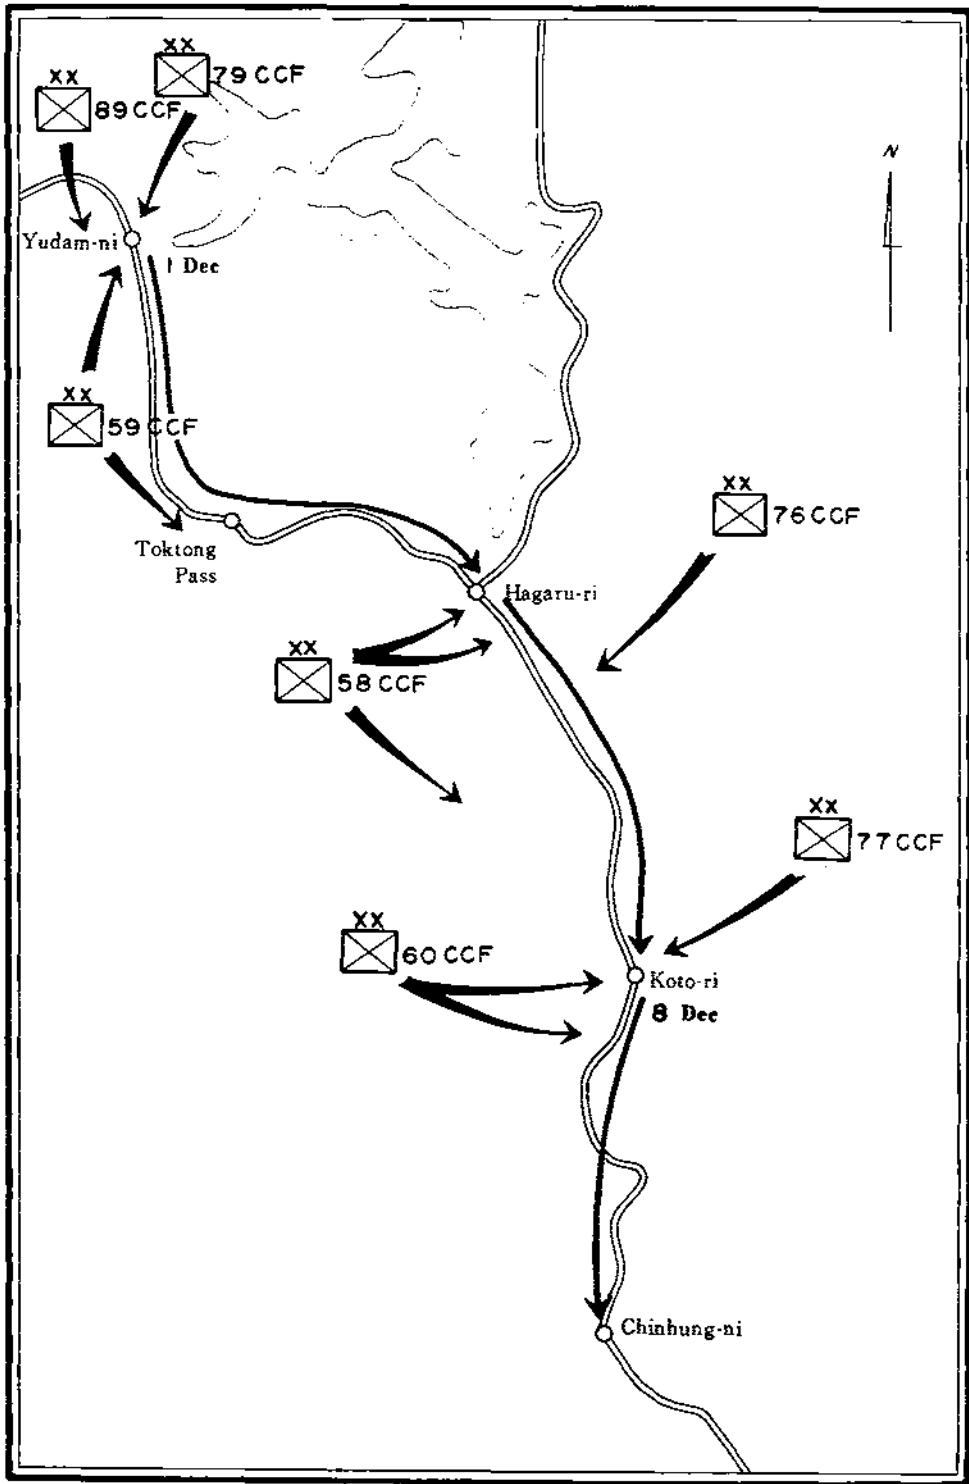 XX
79 CCF
XX
89 CCF
N
Yudam-ni
1 Dec
XX
59 CCF
XX
76 CCF
Toktong
Pass
Hagaru-ri
XX
58 CCF
XX
77 CCF
XX
60 CCF
Koto-ri
8 Dec
Chinhung-ni